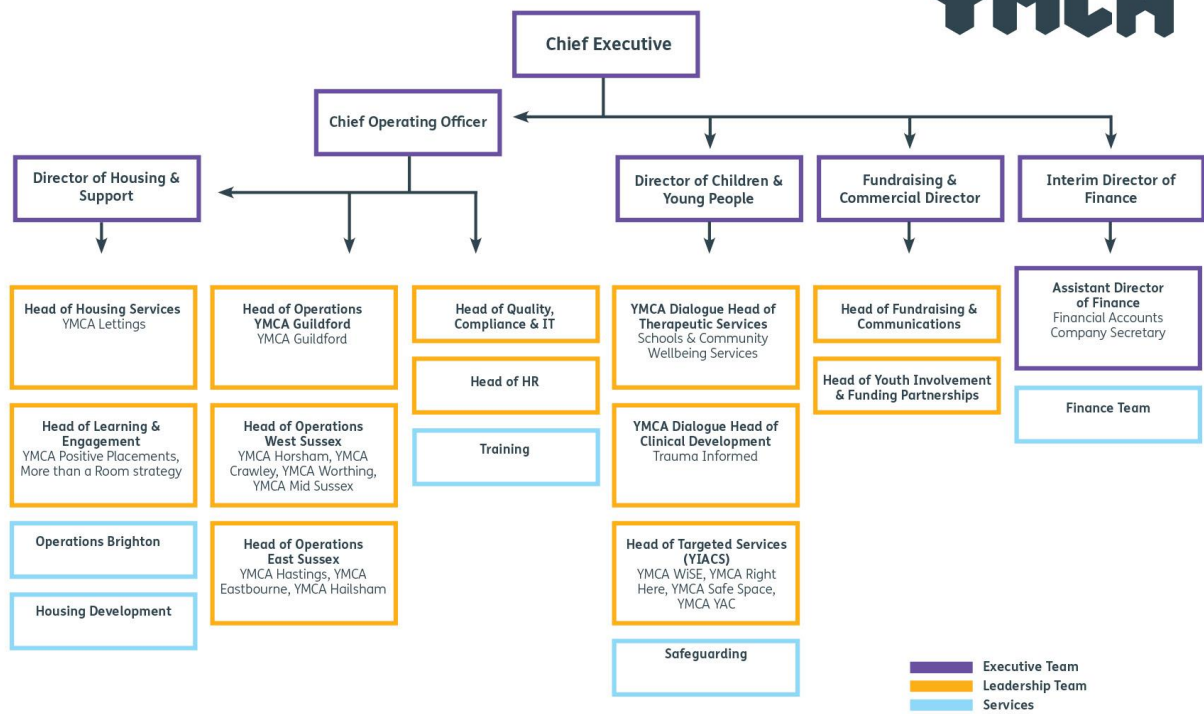 YMCA
Chief Executive
Chief Operating Officer
Director of Housing &
Support
Director of Children &
Young People
Fundraising &
Commercial Director
Interim Director of
Finance
Head of Housing Services
YMCA Lettings
Head of Learning &
Engagement
YMCA Positive Placements,
More than a Room strategy
Operations Brighton
Housing Development
Head of Operations
YMCA Guildford
YMCA Guildford
Head of Operations
West Sussex
YMCA Horsham, YMCA
Crawley, YMCA Worthing,
YMCA Mid Sussex
Head of Operations
East Sussex
YMCA Hastings, YMCA
Eastbourne, YMCA Hailsham
Head of Quality,
Compliance & IT
Head of HR
Training
YMCA Dialogue Head of
Therapeutic Services
Schools & Community
Wellbeing Services
YMCA Dialogue Head of
Clinical Development
Trauma Informed
Head of Targeted Services
(YIACS)
YMCA WiSE, YMCA Right
Here, YMCA Safe Space,
YMCA YAC
Safeguarding
Head of Fundraising &
Communications
Head of Youth Involvement
& Funding Partnerships
Assistant Director
of Finance
Financial Accounts
Company Secretary
Finance Team
Executive Team
Leadership Team
Services